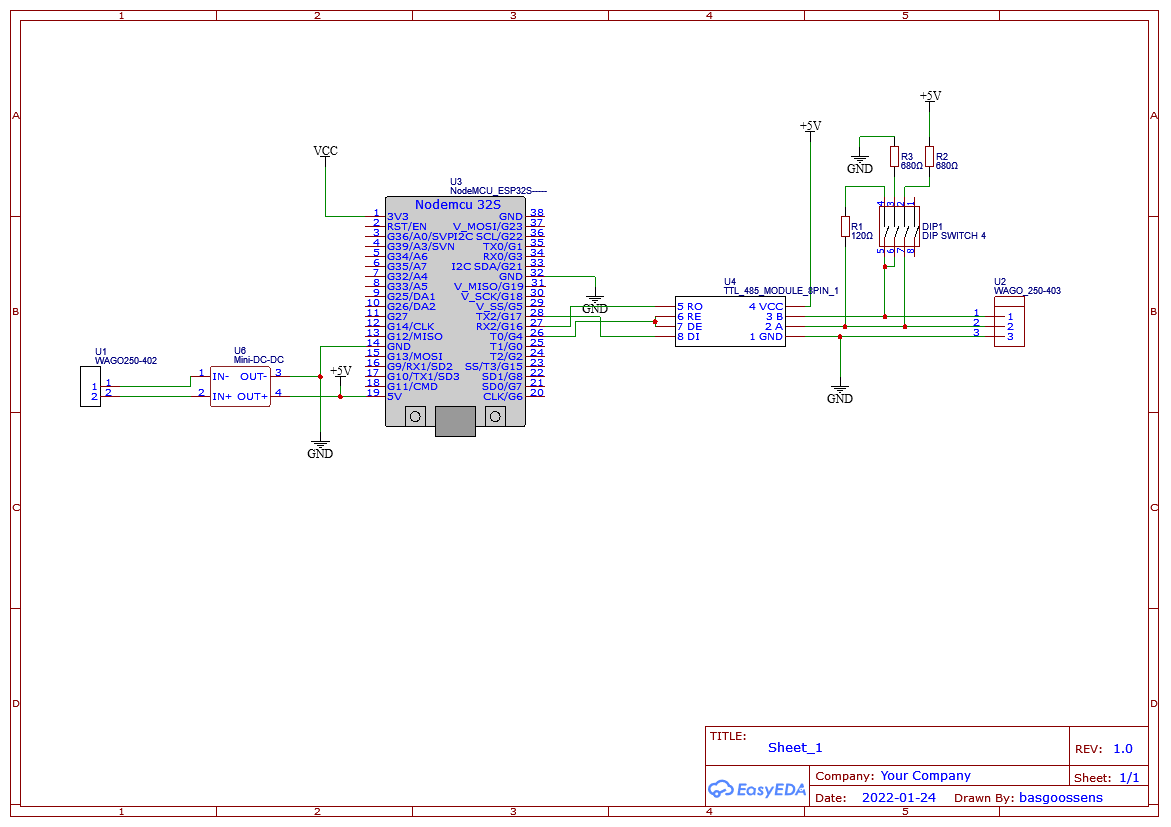 1 2 3 4 5
A A
B B
C C
D D
+5V
+5V
GND
R3
680Ω
R2
680Ω
VCC
U3
NodeMCU_ESP32S
Nodemcu 32S
1 3V3 GND 38
2 RST/EN V_MOSI/G23 37
3 G36/A0/SVP I2C SCL/G22 36
4 G39/A3/SVN TX0/G1 35
5 G34/A6 RX0/G3 34
6 G35/A7 I2C SDA/G21 33
7 G32/A4 GND 32
8 G33/A5 V_MISO/G19 31
9 G25/DA1 V_SCK/G18 30
10 G26/DA2 V_SS/G5 29
11 G27 TX2/G17 28
12 G14/CLK RX2/G16 27
13 G12/MISO T0/G4 26
14 GND T1/G0 25
15 G13/MOSI T2/G2 24
16 G9/RX1/SD2 SS/T3/G15 23
17 G10/TX1/SD3 SD1/G8 22
18 G11/CMD SD0/G7 21
19 5V CLK/G6 20
GND
R1
120Ω
4 3 2 1
5 6 7 8
DIP1
DIP SWITCH 4
U4
TTL_485_MODULE_8PIN_1
5 RO 4 VCC
6 RE 3 B
7 DE 2 A
8 DI 1 GND
U2
WAGO_250-403
1 1
2 2
3 3
GND
U1
WAGO250-402
1 1
2 2
U6
Mini-DC-DC
1 IN- OUT- 3
2 IN+ OUT+ 4
+5V
GND
TITLE:
Sheet_1
REV: 1.0
EasyEDA
Company: Your Company
Sheet: 1/1
Date: 2022-01-24 Drawn By: basgoossens
1 2 3 4 5